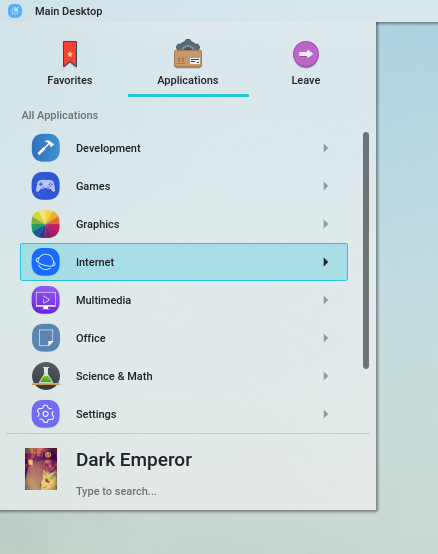 Main Desktop
Favorites Applications Leave
All Applications
Development
Games
Graphics
Internet
Multimedia
Office
Science & Math
Settings
Dark Emperor
Type to search...